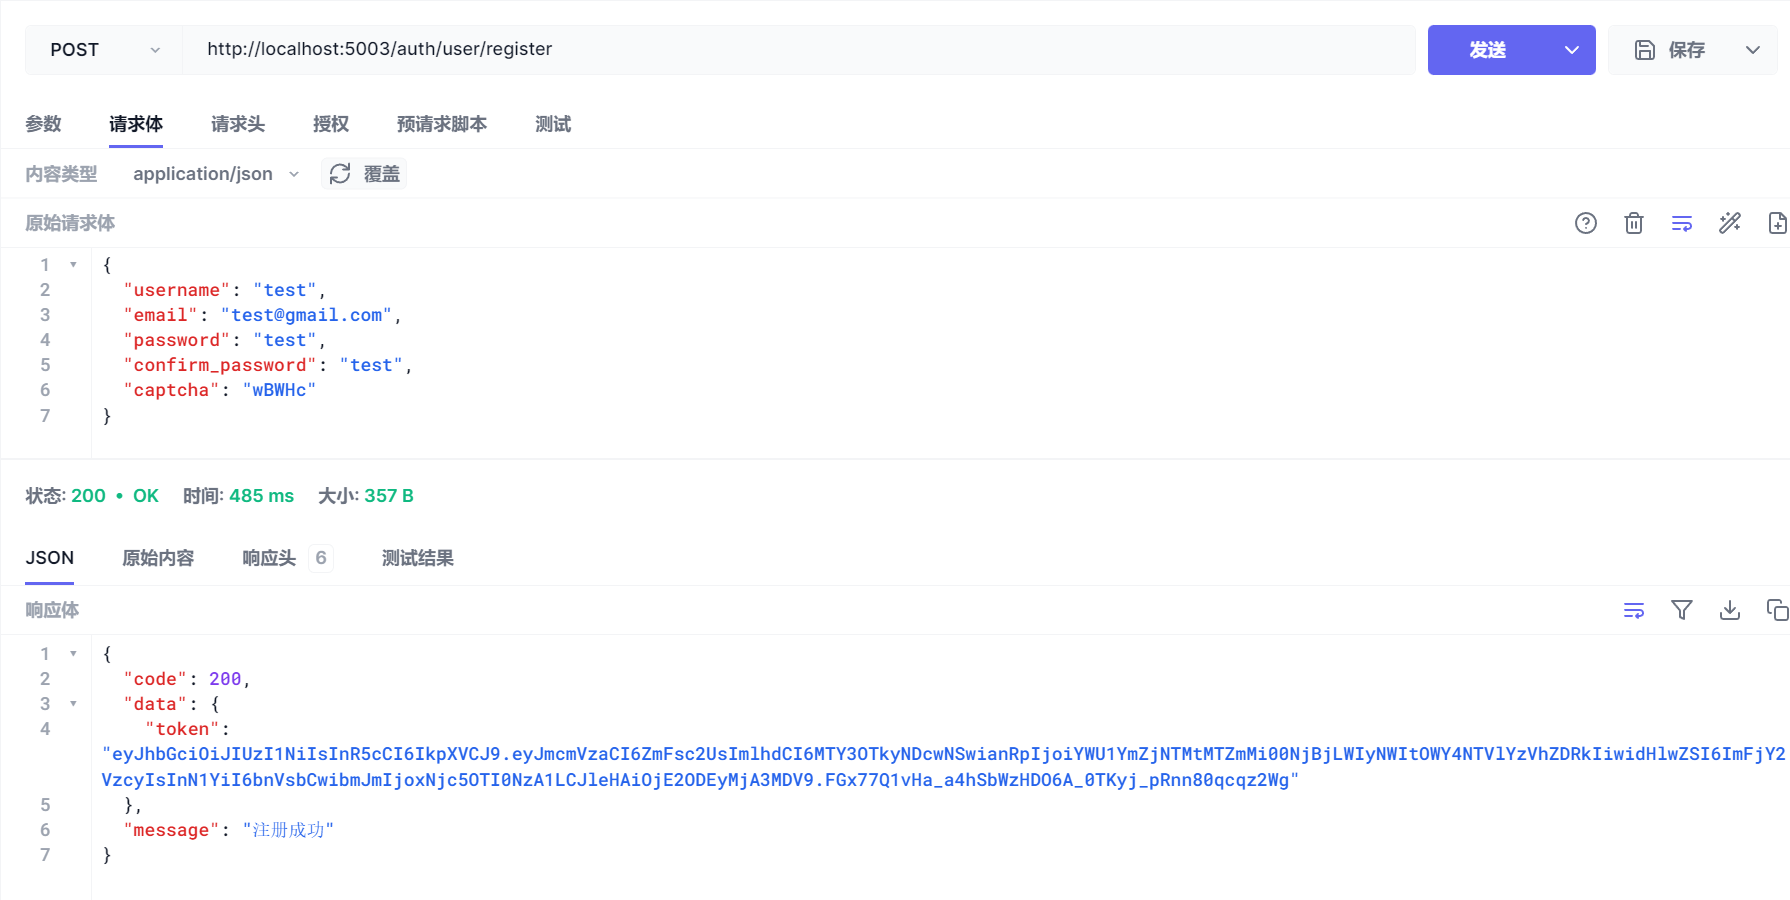 POST
http://localhost:5003/auth/user/register
发送
保存
参数 请求体 请求头 授权 预请求脚本 测试
内容类型 application/json 覆盖
原始请求体
1 {
2 "username": "test",
3 "email": "test@gmail.com",
4 "password": "test",
5 "confirm_password": "test",
6 "captcha": "wBWHc"
7 }
状态: 200 • OK 时间: 485 ms 大小: 357 B
JSON 原始内容 响应头 6 测试结果
响应体
1 {
2 "code": 200,
3 "data": {
4 "token":
"eyJhbGciOiJIUzI1NiIsInR5cCI6IkpXVCJ9.eyJmcmVzaCI6ZmFsc2UsImlhdCI6MTY3OTkyNDcwNSwianRpIjoiYWU1YmZjNTMtMTZmMi00NjBjLWIyNWItOWY4NTVlYzVhZDRkIiwidHlwZSI6ImFjY2
VzcyIsInN1YiI6bnVsbCwibmJmIjoxNjc5OTI0NzA1LCJleHAiOjE2ODEyMjA3MDV9.FGx77Q1vHa_a4hSbWzHDO6A_0TKyj_pRnn80qcqz2Wg"
5 },
6 "message": "注册成功"
7 }